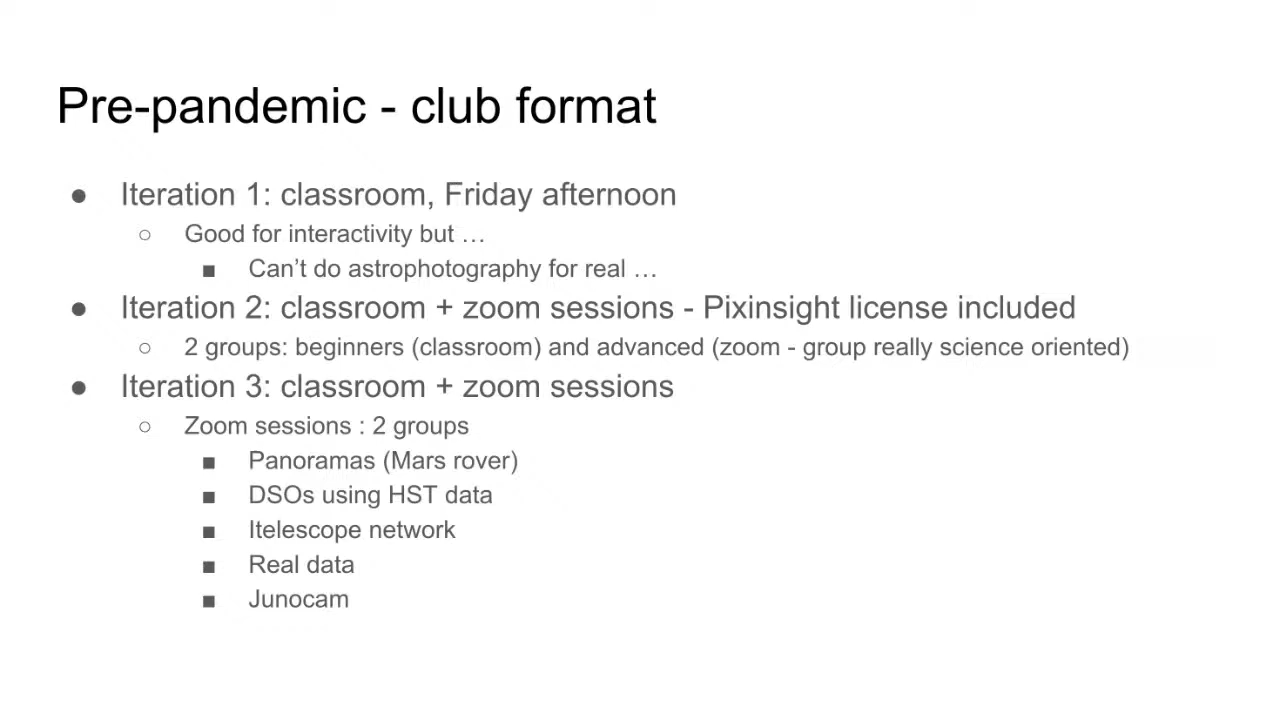 Pre-pandemic - club format
● Iteration 1: classroom, Friday afternoon
○ Good for interactivity but …
■ Can't do astrophotography for real …
● Iteration 2: classroom + zoom sessions - Pixinsight license included
○ 2 groups: beginners (classroom) and advanced (zoom - group really science oriented)
● Iteration 3: classroom + zoom sessions
○ Zoom sessions : 2 groups
■ Panoramas (Mars rover)
■ DSOs using HST data
■ Itelescope network
■ Real data
■ Junocam